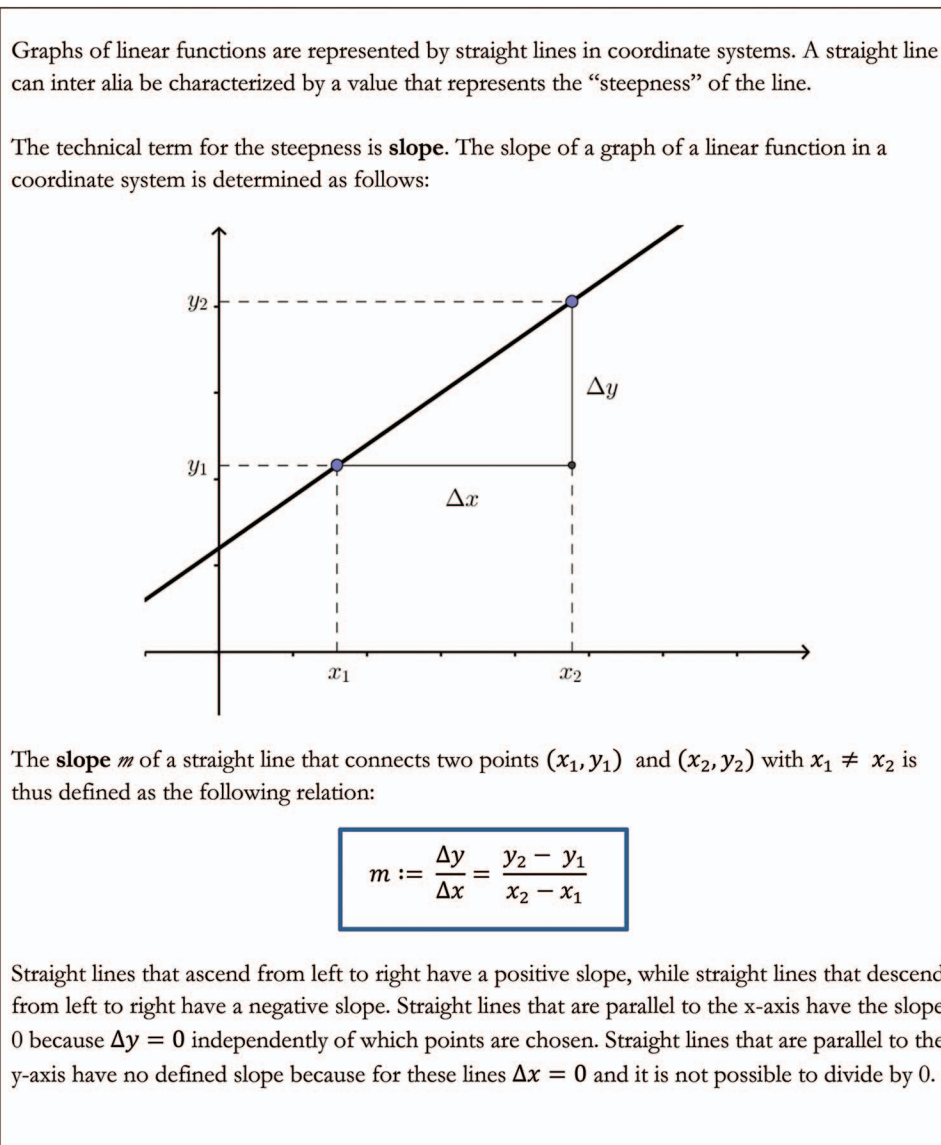 Graphs of linear functions are represented by straight lines in coordinate systems. A straight line
can inter alia be characterized by a value that represents the “steepness” of the line.
The technical term for the steepness is slope. The slope of a graph of a linear function in a
coordinate system is determined as follows:
y₂
Δy
y₁
Δx
x₁ x₂
The slope m of a straight line that connects two points (x₁, y₁) and (x₂, y₂) with x₁ ≠ x₂ is
thus defined as the following relation:
m := Δy/Δx = (y₂ − y₁)/(x₂ − x₁)
Straight lines that ascend from left to right have a positive slope, while straight lines that descend
from left to right have a negative slope. Straight lines that are parallel to the x-axis have the slope
0 because Δy = 0 independently of which points are chosen. Straight lines that are parallel to the
y-axis have no defined slope because for these lines Δx = 0 and it is not possible to divide by 0.